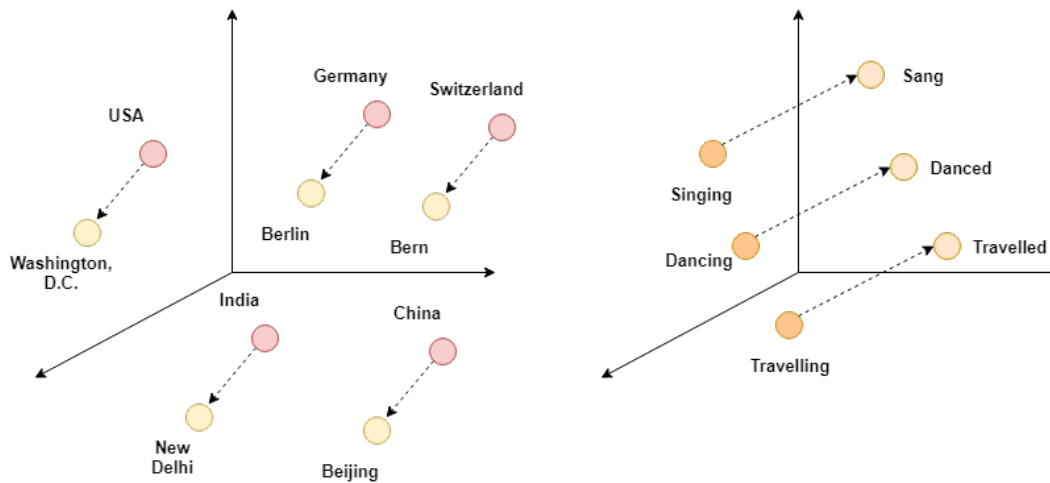 Germany
Switzerland
USA
Berlin
Bern
Washington,
D.C.
India
China
New
Delhi
Beijing
Sang
Singing
Danced
Dancing
Travelled
Travelling